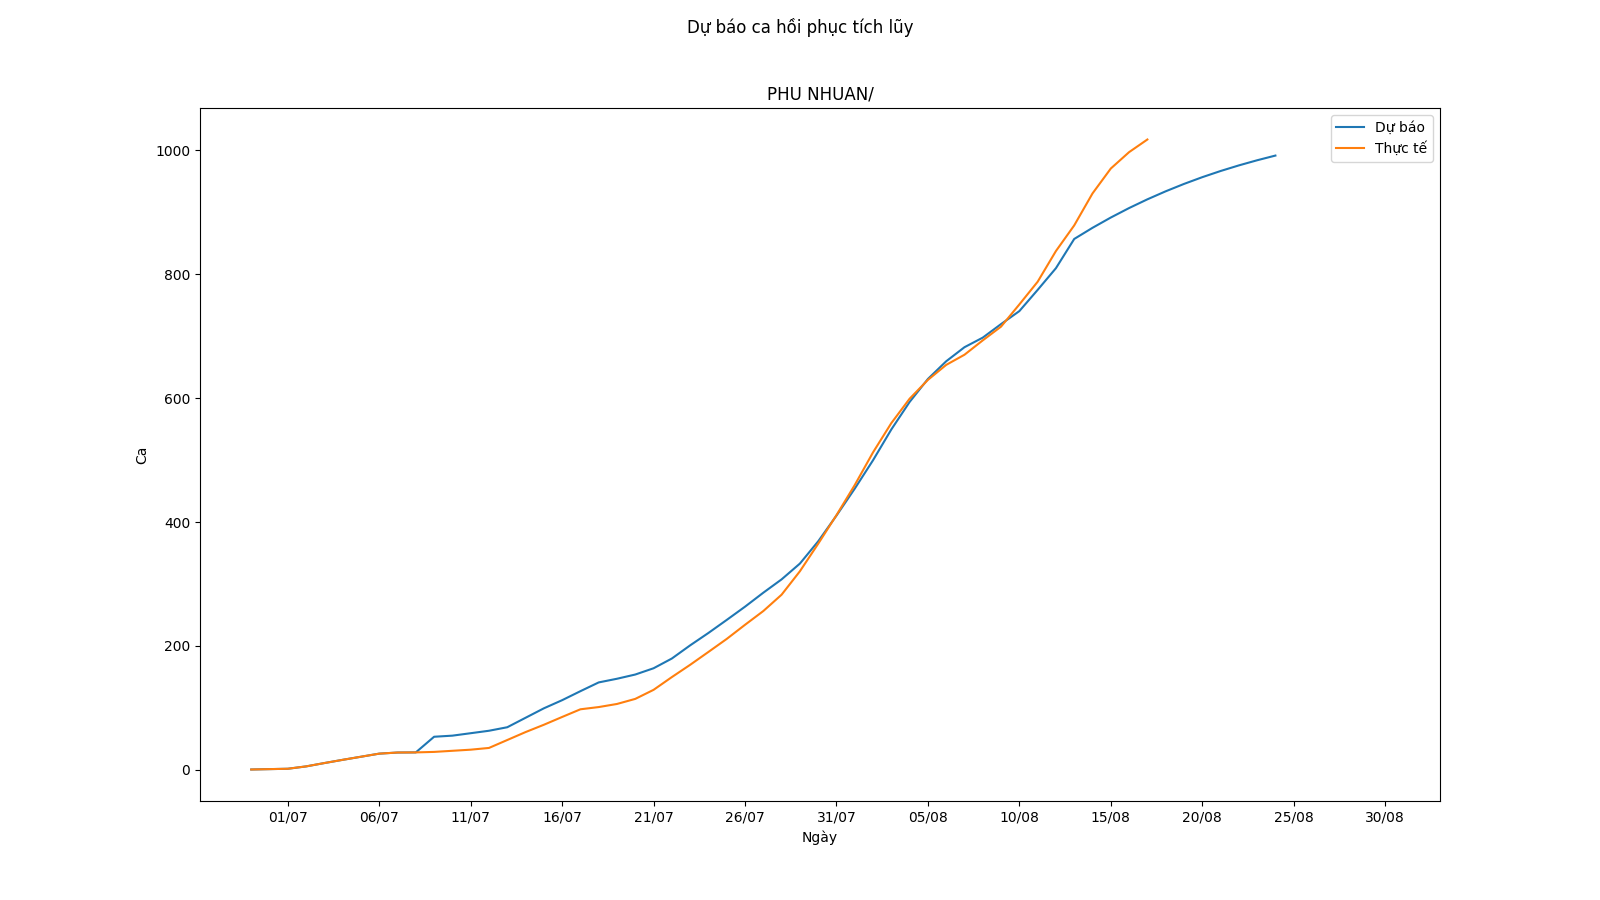 Dự báo ca hồi phục tích lũy
PHU NHUAN/
Dự báo
Thực tế
1000
800
600
400
200
0
Ca
01/07 06/07 11/07 16/07 21/07 26/07 31/07 05/08 10/08 15/08 20/08 25/08 30/08
Ngày